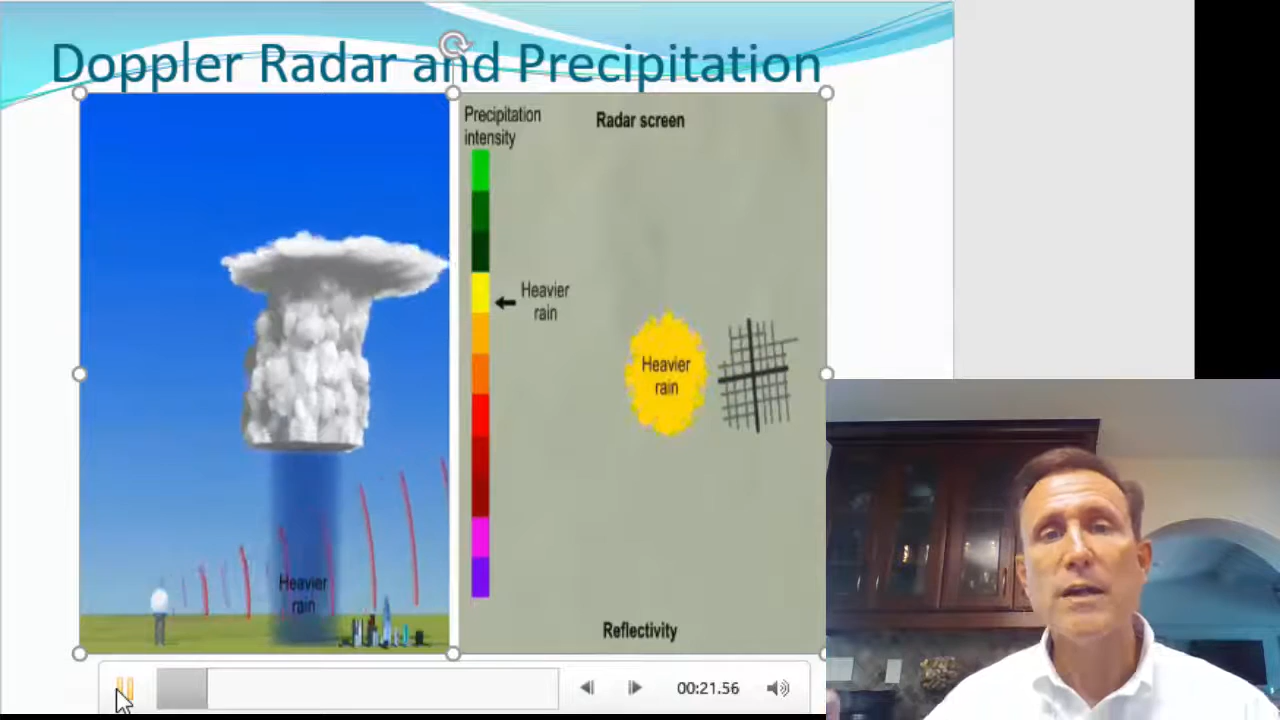 Doppler Radar and Precipitation
Precipitation
intensity
Radar screen
Heavier
rain
Heavier
rain
Heavier
rain
Reflectivity
00:21.56